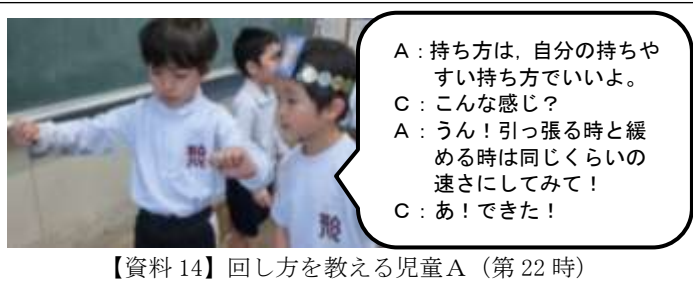 A：持ち方は，自分の持ちや
すい持ち方でいいよ。
C：こんな感じ？
A：うん！引っ張る時と緩
める時は同じくらいの
速さにしてみて！
C：あ！できた！
【資料 14】回し方を教える児童Ａ（第 22 時）